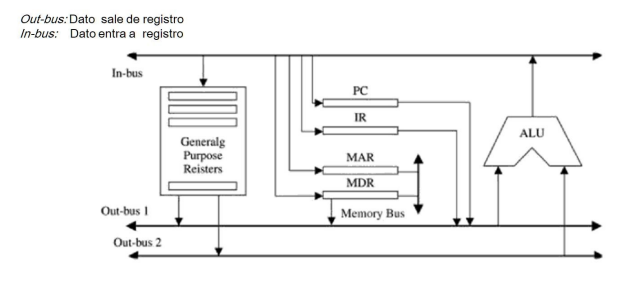 Out-bus: Dato sale de registro
In-bus: Dato entra a registro
In-bus
PC
IR
Generalg
Purpose
Reisters
ALU
MAR
MDR
Out-bus 1
Memory Bus
Out-bus 2